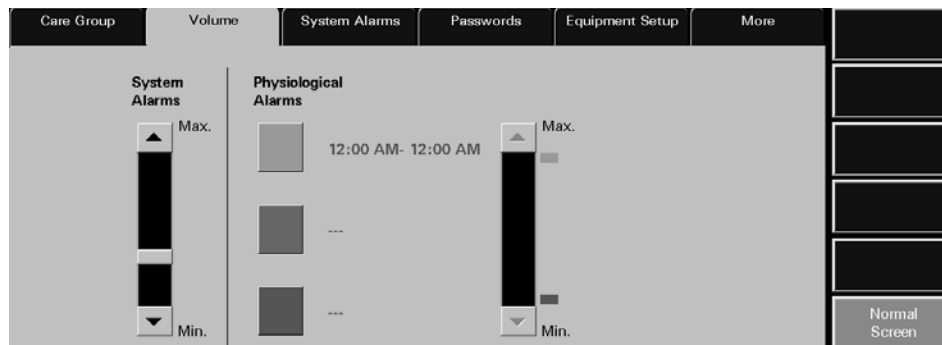 Care Group
Volume
System Alarms
Passwords
Equipment Setup
More
System
Alarms
Max.
Min.
Physiological
Alarms
12:00 AM- 12:00 AM
---
---
Max.
Min.
Normal
Screen